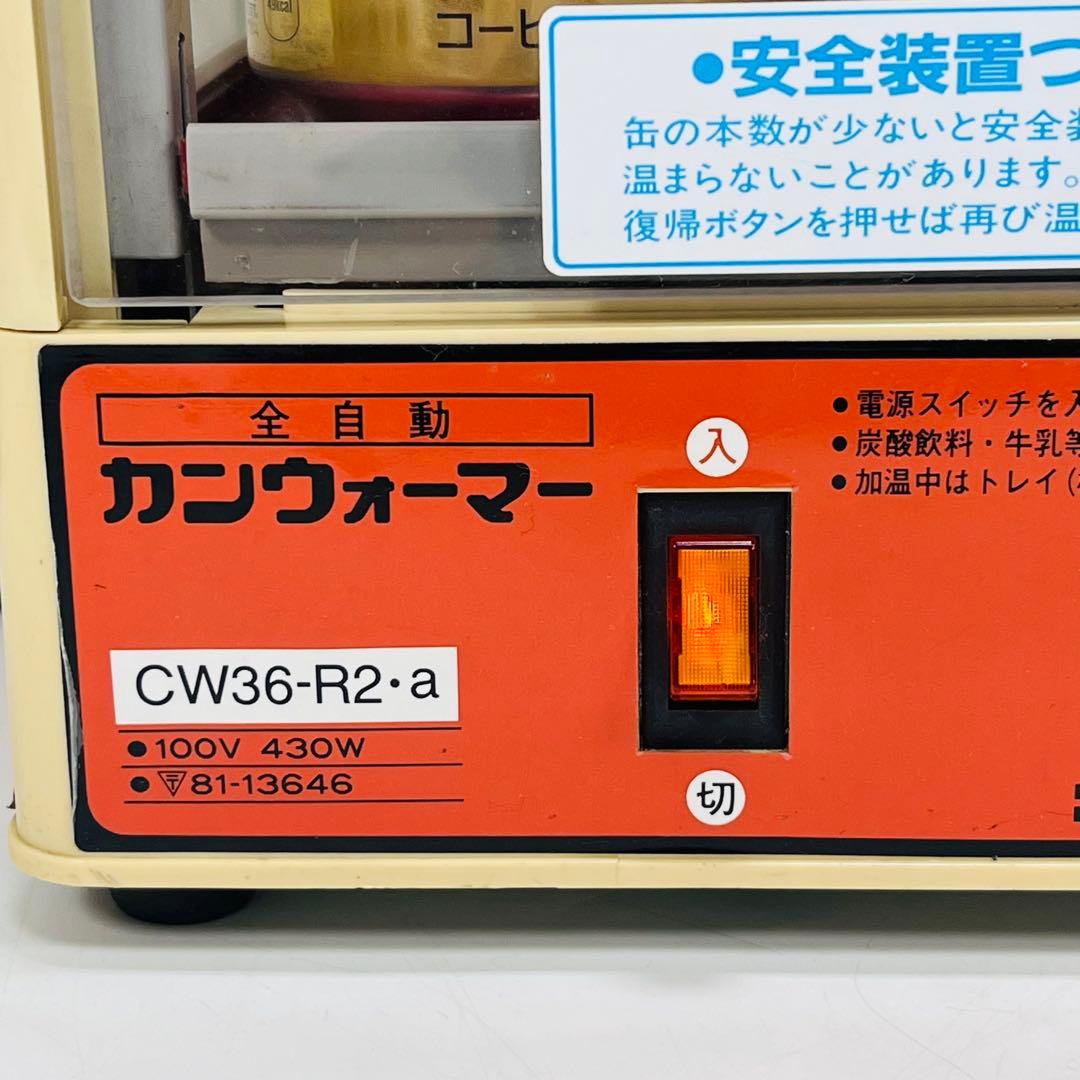 49kcal
コーヒ
●安全装置つ
缶の本数が少ないと安全装
温まらないことがあります。
復帰ボタンを押せば再び温
全自動
カンウォーマー
入
●電源スイッチを入
●炭酸飲料・牛乳等
●加温中はトレイ(
CW36-R2・a
●100V 430W
●〒81-13646
切